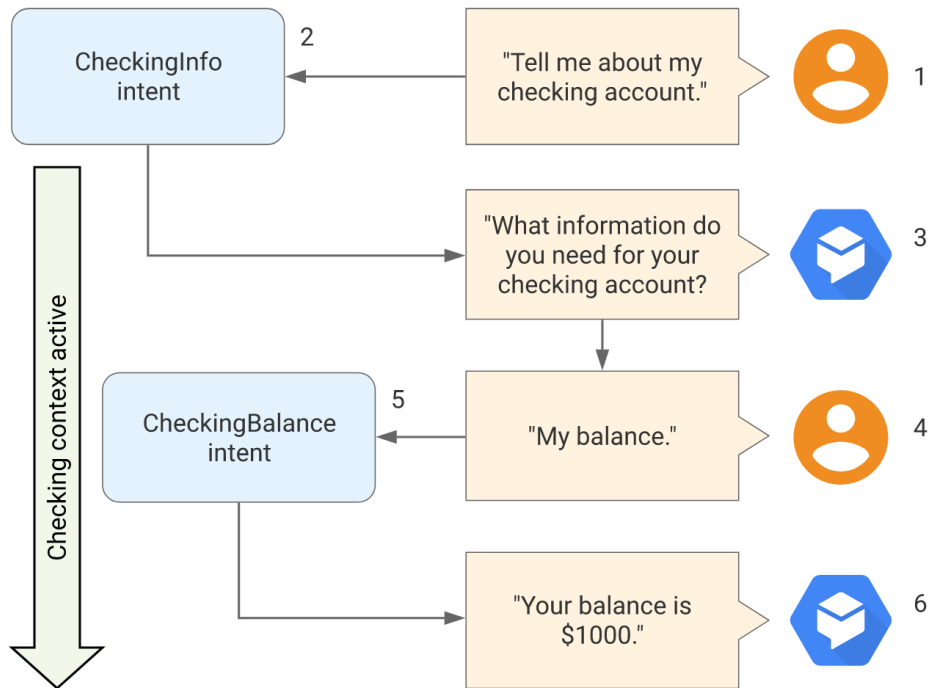 CheckingInfo
intent
2
"Tell me about my
checking account."
1
"What information do
you need for your
checking account?
3
Checking context active
CheckingBalance
intent
5
"My balance."
4
"Your balance is
$1000."
6